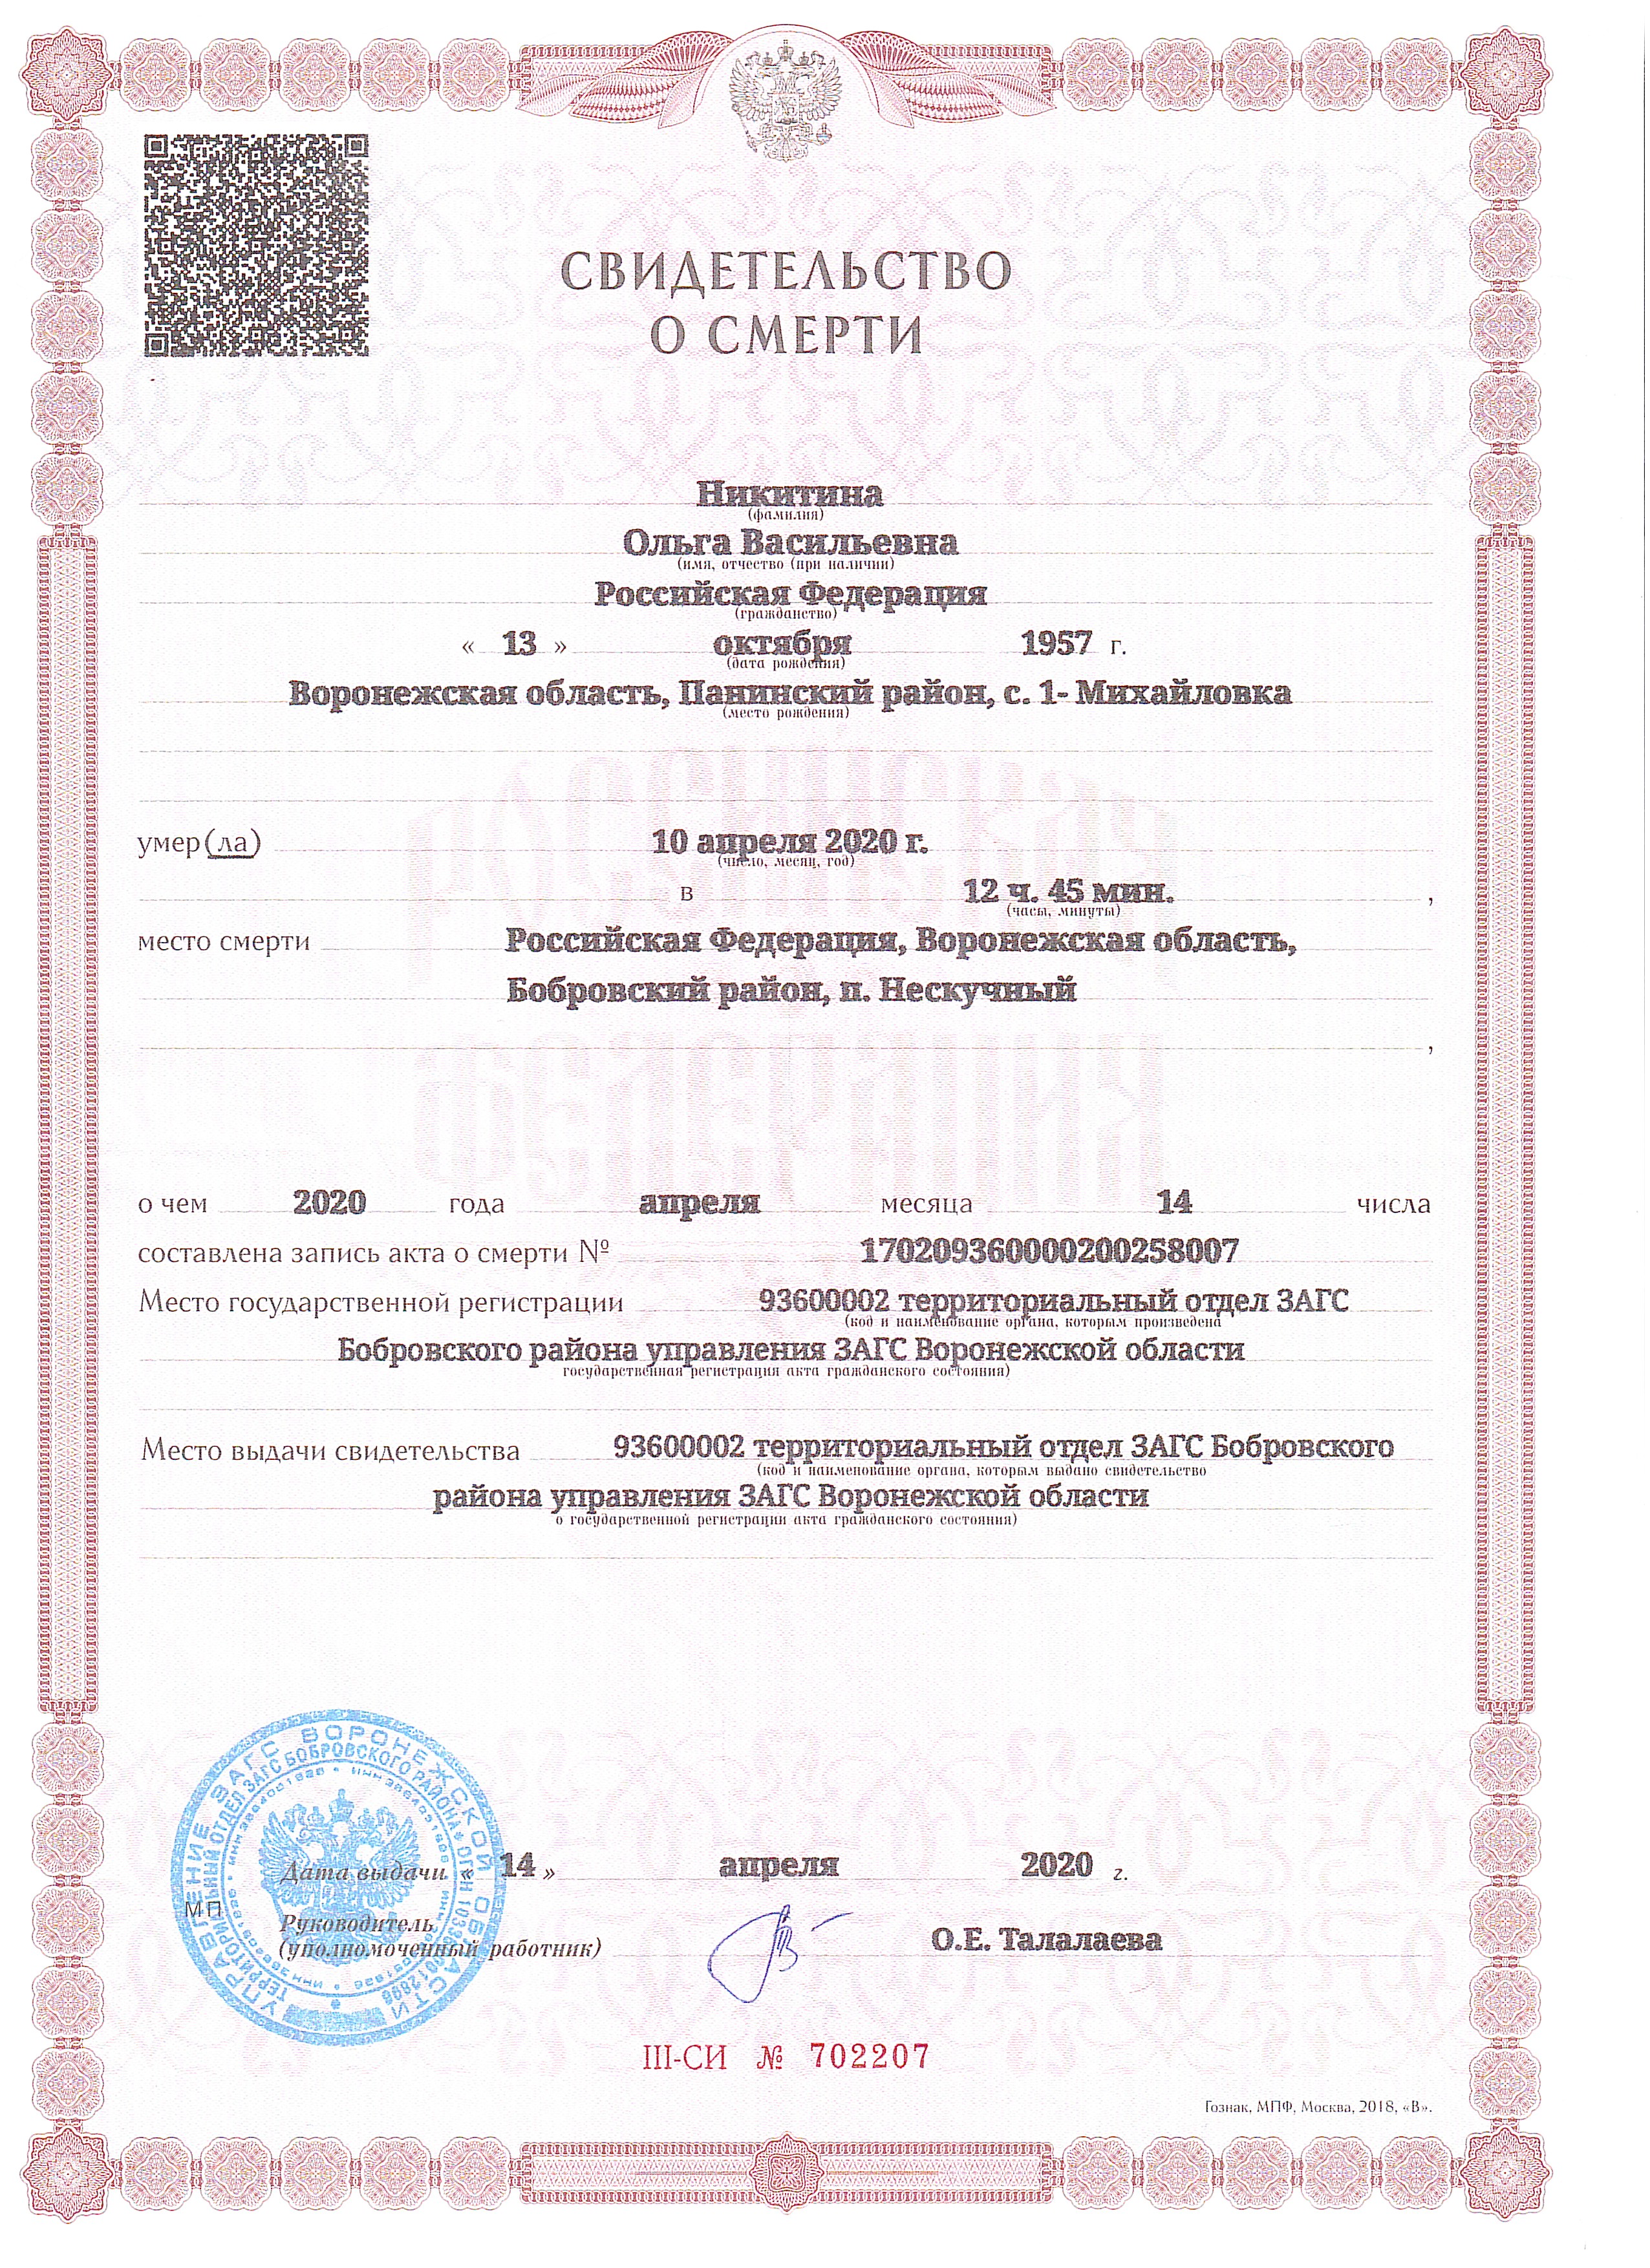 СВИДЕТЕЛЬСТВО
О СМЕРТИ
Никитина
(фамилия)
Ольга Васильевна
(имя, отчество (при наличии)
Российская Федерация
(гражданство)
« 13 » октября 1957 г.
(дата рождения)
Воронежская область, Панинский район, с. 1- Михайловка
(место рождения)
умер(ла) 10 апреля 2020 г.
(число, месяц, год)
в 12 ч. 45 мин. ,
(часы, минуты)
место смерти Российская Федерация, Воронежская область,
Бобровский район, п. Нескучный
,
о чем 2020 года апреля месяца 14 числа
составлена запись акта о смерти № 170209360000200258007
Место государственной регистрации 93600002 территориальный отдел ЗАГС
(код и наименование органа, которым произведена
Бобровского района управления ЗАГС Воронежской области
государственная регистрация акта гражданского состояния)
Место выдачи свидетельства 93600002 территориальный отдел ЗАГС Бобровского
(код и наименование органа, которым выдано свидетельство
района управления ЗАГС Воронежской области
о государственной регистрации акта гражданского состояния)
УПРАВЛЕНИЕ ЗАГС ВОРОНЕЖСКОЙ ОБЛАСТИ
ТЕРРИТОРИАЛЬНЫЙ ОТДЕЛ ЗАГС БОБРОВСКОГО РАЙОНА
Дата выдачи « 14 » апреля 2020 г.
МП
Руководитель
(уполномоченный работник) О.Е. Талалаева
III-СИ № 702207
Гознак, МПФ, Москва, 2018, «В».